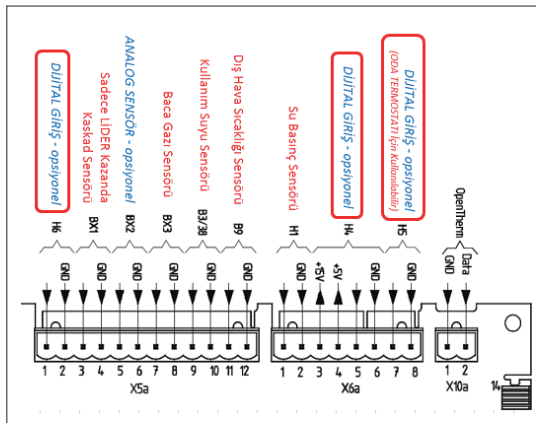 DİJİTAL GİRİŞ - opsiyonel
Sadece LİDER Kazanda
Kaskad Sensörü
ANALOG SENSÖR - opsiyonel
Baca Gazı Sensörü
Kullanım Suyu Sensörü
Dış Hava Sıcaklığı Sensörü
Su Basınç Sensörü
DİJİTAL GİRİŞ - opsiyonel
DİJİTAL GİRİŞ - opsiyonel
(ODA TERMOSTATI İçin Kullanılabilir)
OpenTherm
H6 BX1 BX2 BX3 B3/38 B9 H1 H4 H5
GND GND GND GND GND GND GND +15V +5V GND GND GND Data
1 2 3 4 5 6 7 8 9 10 11 12 1 2 3 4 5 6 7 8 1 2 14
X5a X6a X10a